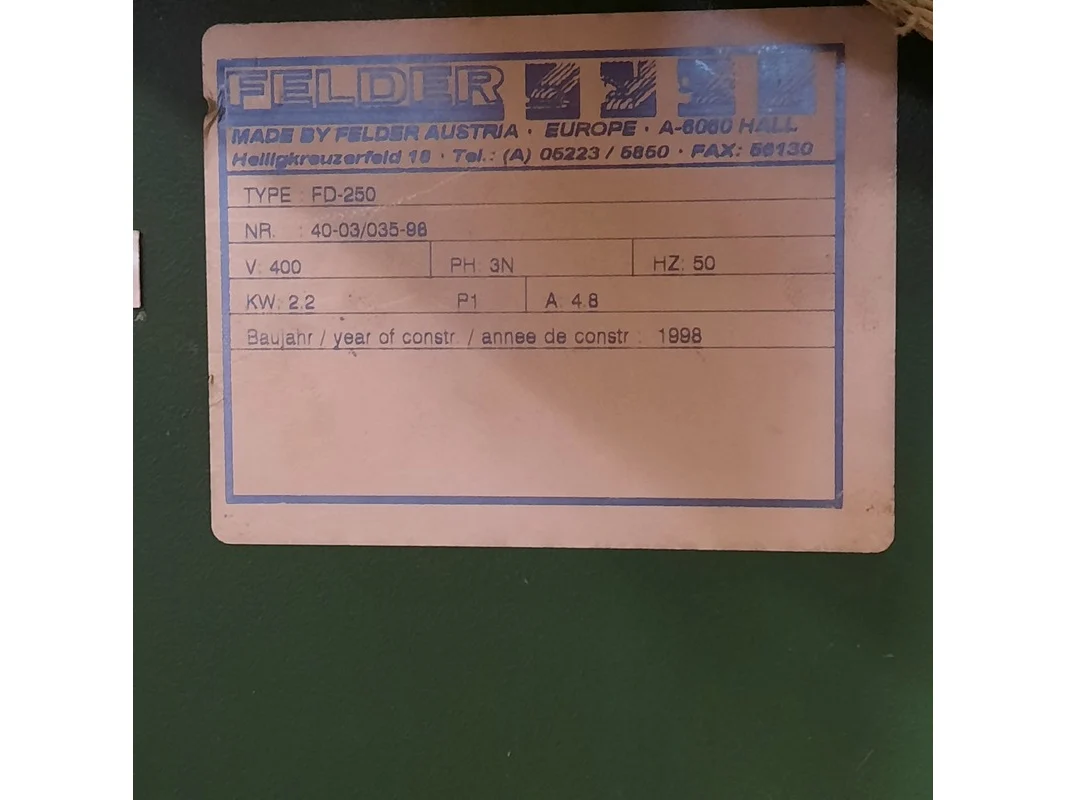 FELDER
MADE BY FELDER AUSTRIA · EUROPE · A-6060 HALL
Heiligkreuzerfeld 18 · Tel.: (A) 05223 / 5850 · FAX: 56130
TYPE : FD-250
NR. : 40-03/035-98
V: 400 PH: 3N HZ: 50
KW: 2.2 P1 A: 4.8
Baujahr / year of constr. / annee de constr. : 1998